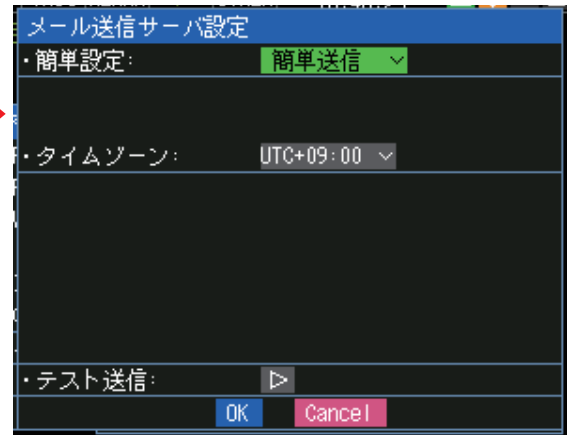 メール送信サーバ設定
・簡単設定: 簡単送信
・タイムゾーン: UTC+09:00
・テスト送信:
OK Cancel